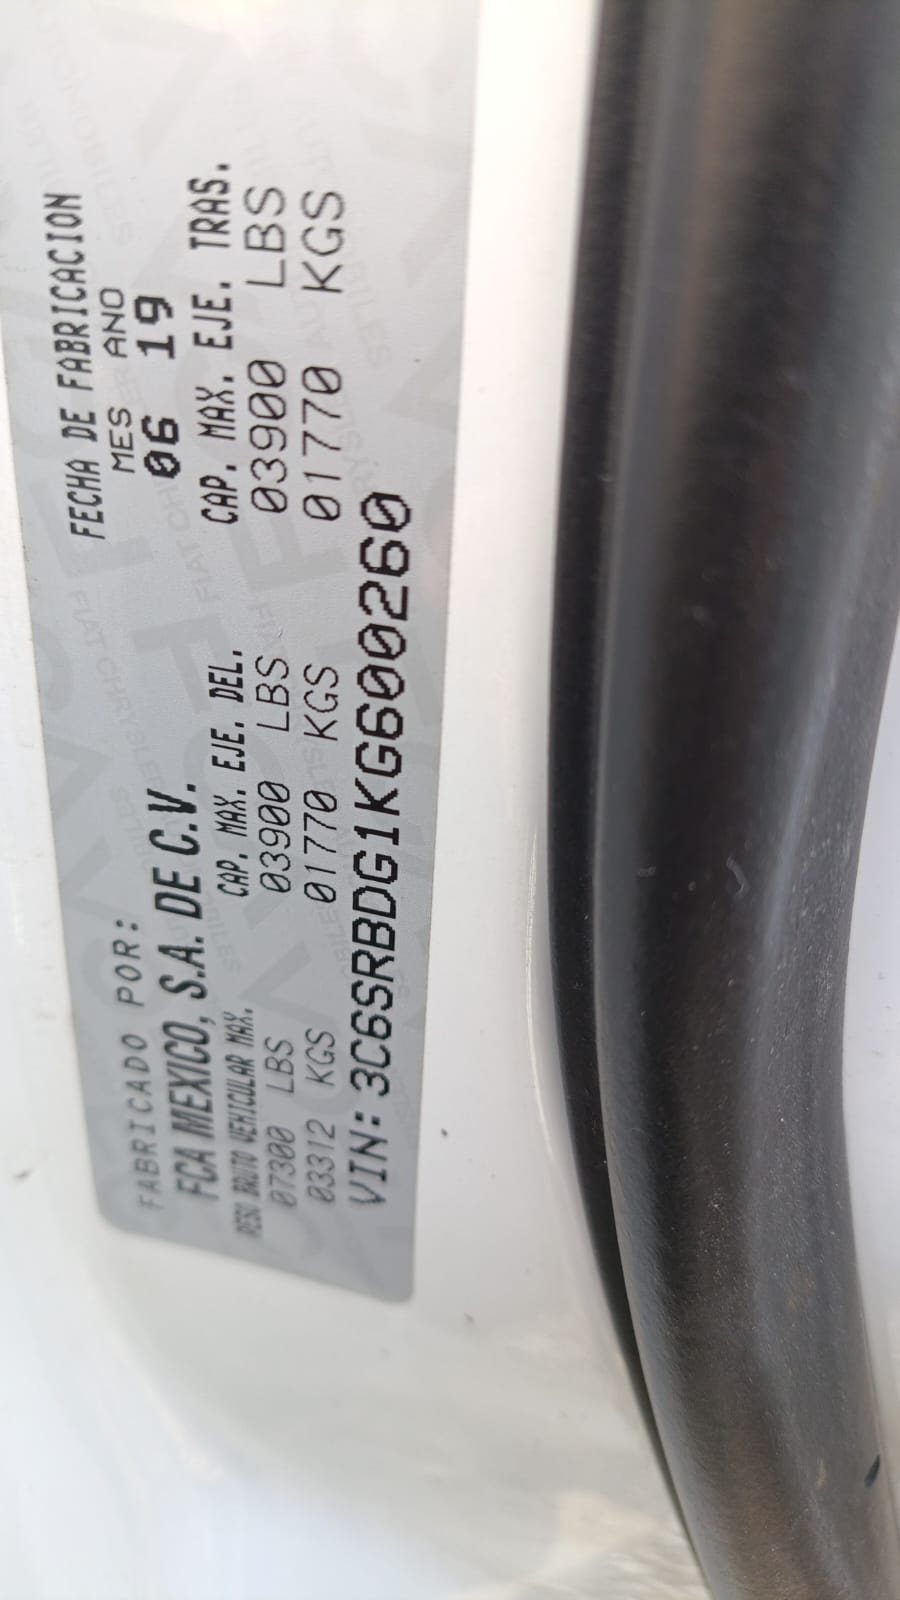 FABRICADO POR:
FCA MEXICO, S.A. DE C.V.
FECHA DE FABRICACION
MES ANO
06 19
PESO BRUTO VEHICULAR MAX.
07300 LBS
03312 KGS
CAP. MAX. EJE. DEL.
03900 LBS
01770 KGS
CAP. MAX. EJE. TRAS.
03900 LBS
01770 KGS
VIN: 3C6SRBDG1KG600260